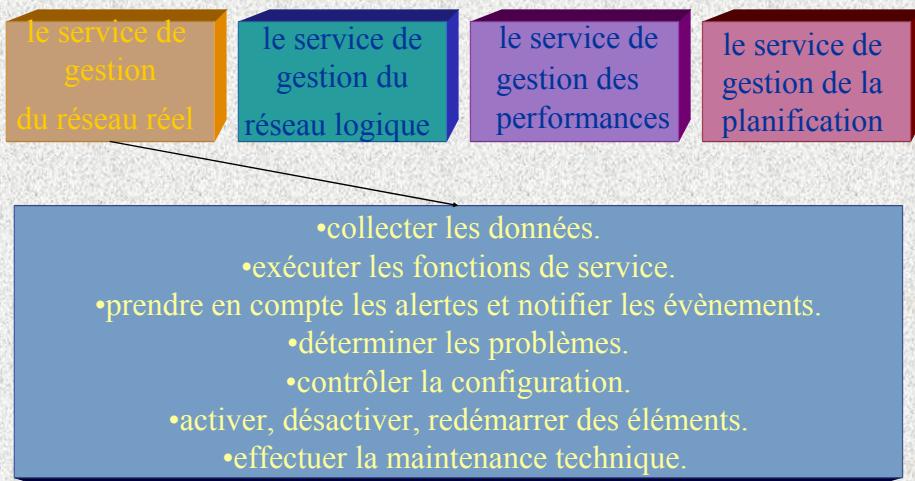 le service de
gestion
du réseau réel
le service de
gestion du
réseau logique
le service de
gestion des
performances
le service de
gestion de la
planification
•collecter les données.
•exécuter les fonctions de service.
•prendre en compte les alertes et notifier les évènements.
•déterminer les problèmes.
•contrôler la configuration.
•activer, désactiver, redémarrer des éléments.
•effectuer la maintenance technique.